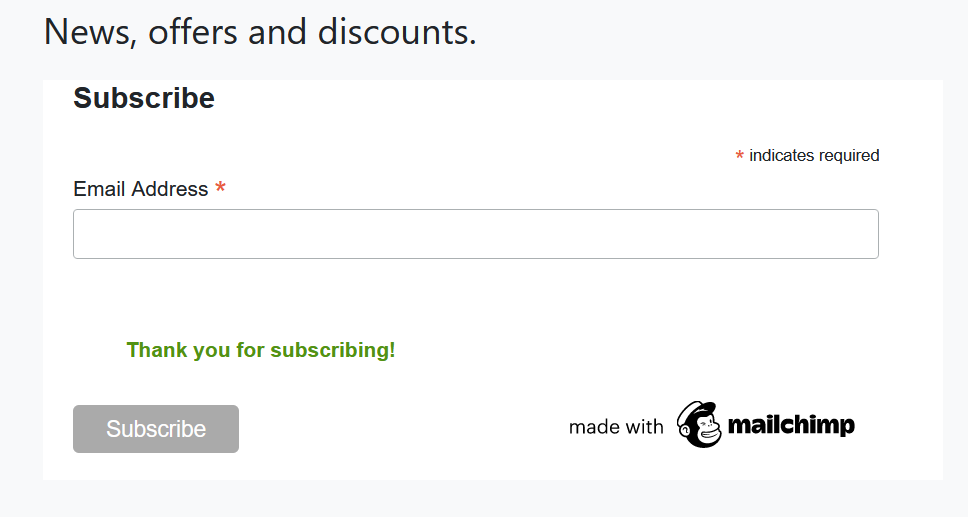 News, offers and discounts.
Subscribe
* indicates required
Email Address *
Thank you for subscribing!
Subscribe
made with mailchimp